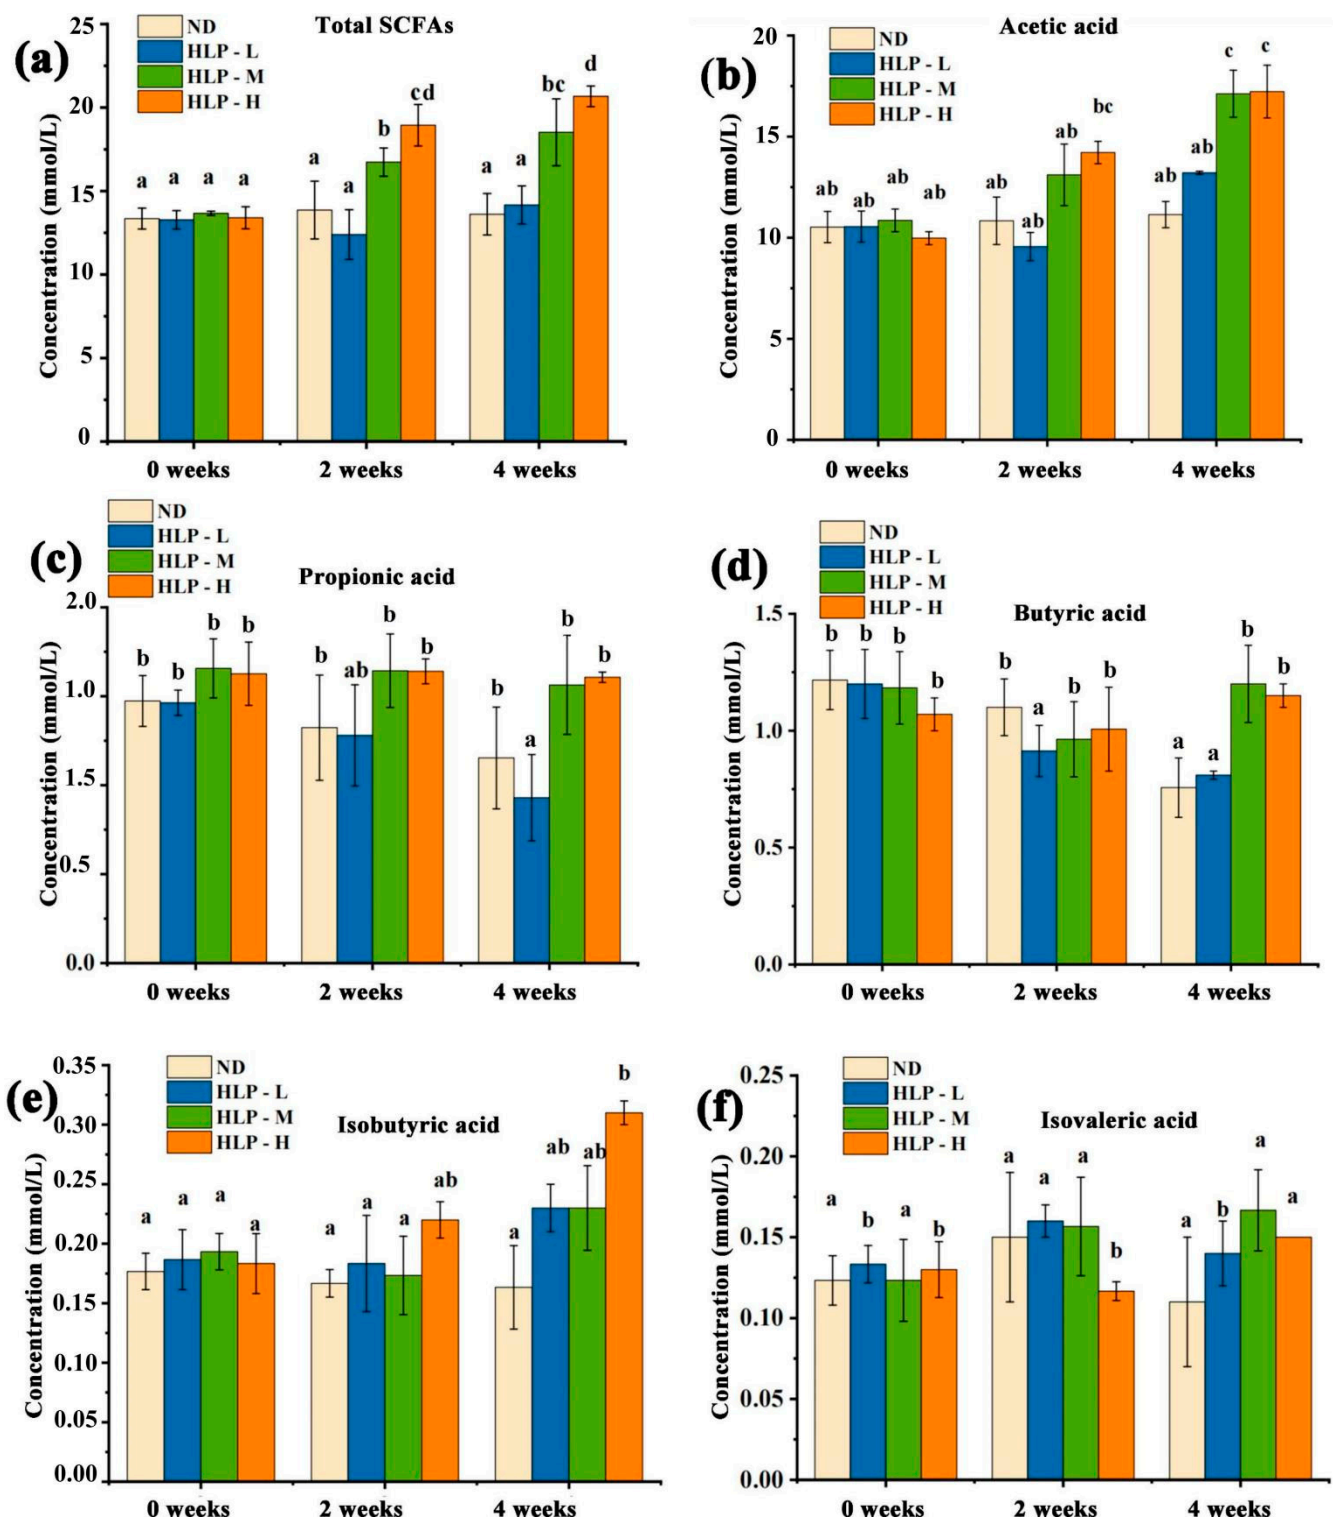 (a)
Total SCFAs
ND
HLP - L
HLP - M
HLP - H
Concentration (mmol/L)
25
20
15
10
5
0
a a a a
a a b cd
a a bc d
0 weeks 2 weeks 4 weeks
(b)
Acetic acid
ND
HLP - L
HLP - M
HLP - H
Concentration (mmol/L)
20
15
10
5
0
ab ab ab ab
ab ab ab bc
ab ab c c
0 weeks 2 weeks 4 weeks
(c)
Propionic acid
ND
HLP - L
HLP - M
HLP - H
Concentration (mmol/L)
2.0
1.0
1.5
0.5
0.0
b b b b
b ab b b
b a b b
0 weeks 2 weeks 4 weeks
(d)
Butyric acid
ND
HLP - L
HLP - M
HLP - H
Concentration (mmol/L)
1.5
1.0
0.5
0.0
b b b b
b a b b
a a b b
0 weeks 2 weeks 4 weeks
(e)
Isobutyric acid
ND
HLP - L
HLP - M
HLP - H
Concentration (mmol/L)
0.35
0.30
0.25
0.20
0.15
0.10
0.05
0.00
a a a a
a a a ab
a ab ab b
0 weeks 2 weeks 4 weeks
(f)
Isovaleric acid
ND
HLP - L
HLP - M
HLP - H
Concentration (mmol/L)
0.25
0.20
0.15
0.10
0.05
0.00
a b a b
a a a b
a b a a
0 weeks 2 weeks 4 weeks